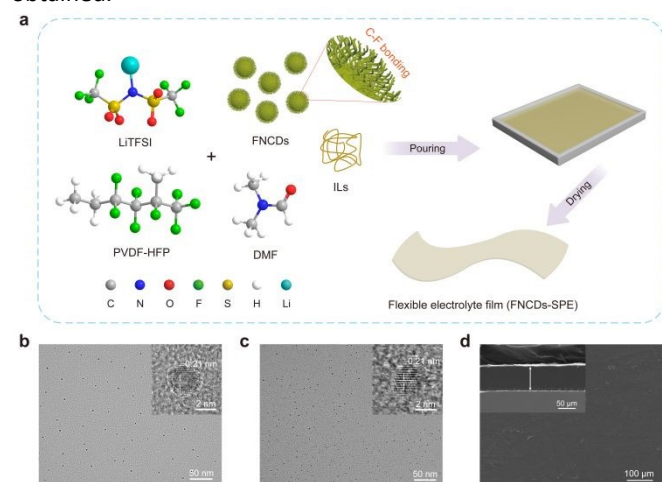 obtained.
a
C-F bonding
LiTFSI
FNCDs
+
ILs
Pouring
Drying
PVDF-HFP
DMF
C N O F S H Li
Flexible electrolyte film (FNCDs-SPE)
b
0.21 nm
2 nm
50 nm
c
0.21 nm
2 nm
50 nm
d
50 µm
100 µm